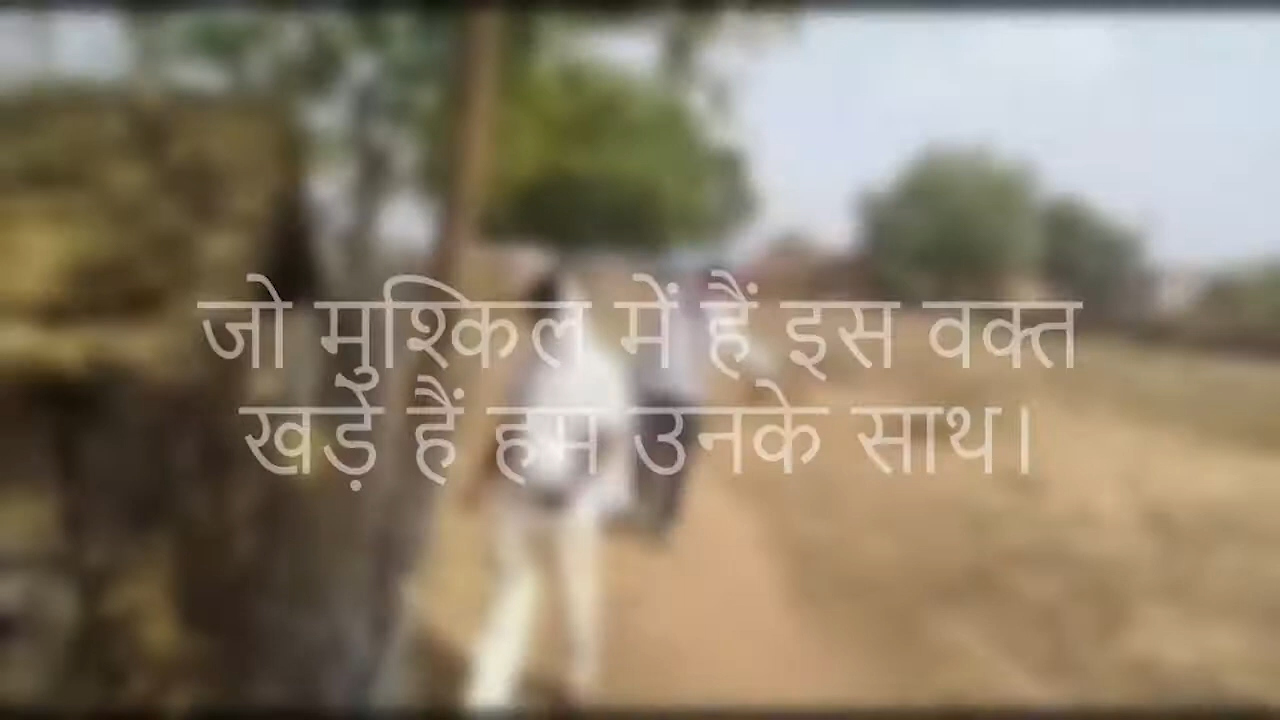 जो मुश्किल में हैं इस वक्त
खड़े हैं हम उनके साथ।